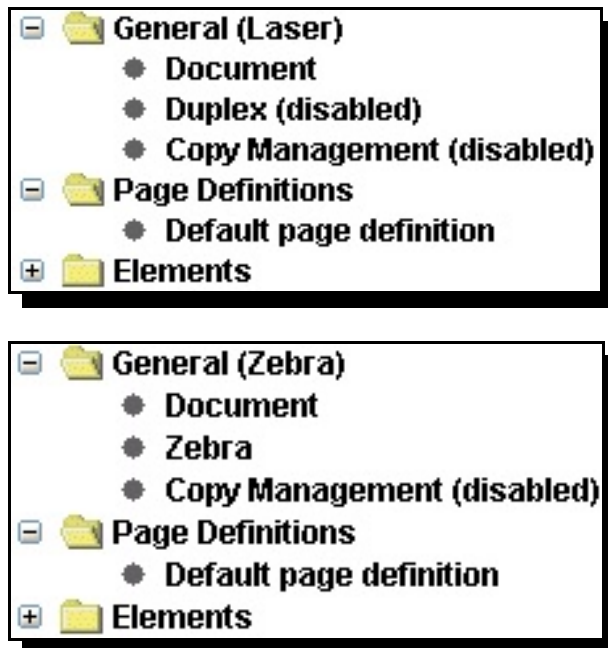 General (Laser)
Document
Duplex (disabled)
Copy Management (disabled)
Page Definitions
Default page definition
Elements
General (Zebra)
Document
Zebra
Copy Management (disabled)
Page Definitions
Default page definition
Elements